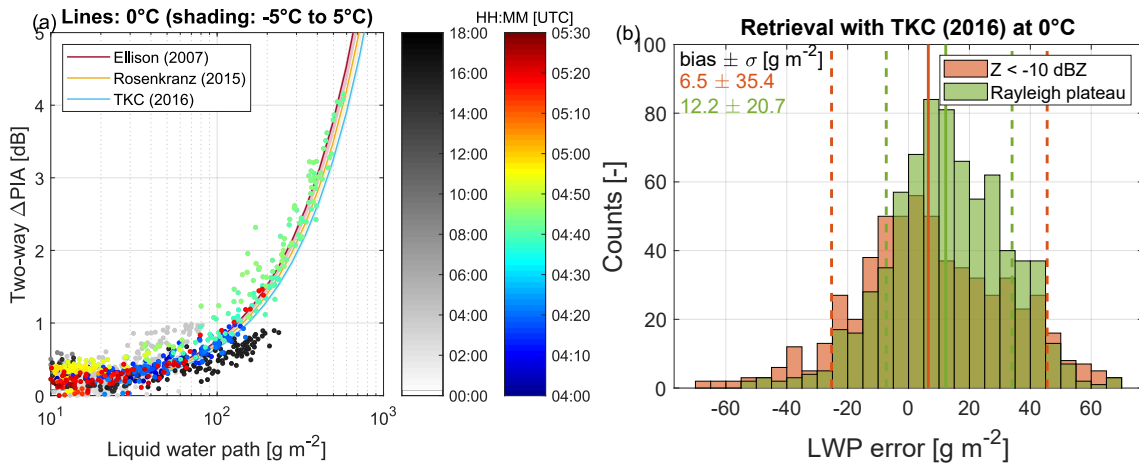 (a) Lines: 0°C (shading: -5°C to 5°C)
HH:MM [UTC]
Ellison (2007)
Rosenkranz (2015)
TKC (2016)
Two-way ΔPIA [dB]
5
4
3
2
1
0
10^1
10^2
10^3
Liquid water path [g m^-2]
18:00
16:00
14:00
12:00
10:00
08:00
06:00
04:00
02:00
00:00
05:30
05:20
05:10
05:00
04:50
04:40
04:30
04:20
04:10
04:00
(b) Retrieval with TKC (2016) at 0°C
bias ± σ [g m^-2]
6.5 ± 35.4
12.2 ± 20.7
Z < -10 dBZ
Rayleigh plateau
Counts [-]
100
80
60
40
20
0
-60
-40
-20
0
20
40
60
LWP error [g m^-2]